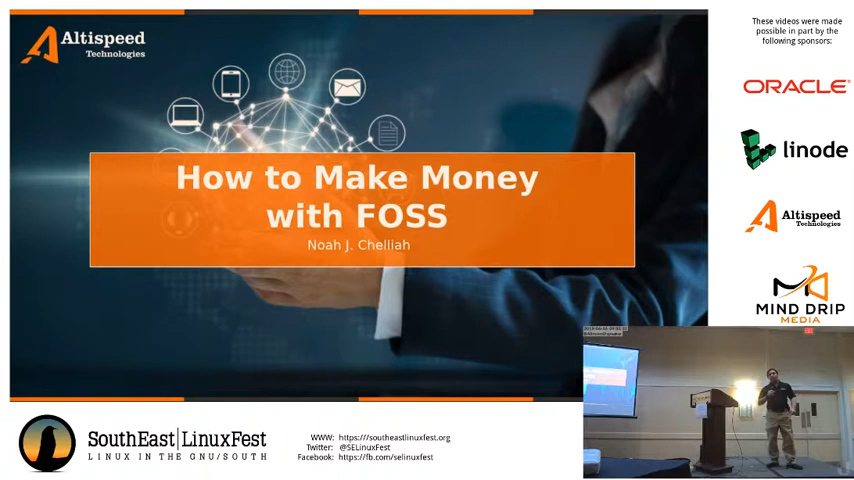 Altispeed
Technologies
How to Make Money
with FOSS
Noah J. Chelliah
These videos were made
possible in part by the
following sponsors:
ORACLE
linode
Altispeed
Technologies
MIND DRIP
MEDIA
SouthEast|LinuxFest
LINUX IN THE GNU/SOUTH
WWW: https:///southeastlinuxfest.org
Twitter: @SELinuxFest
Facebook: https://fb.com/selinuxfest